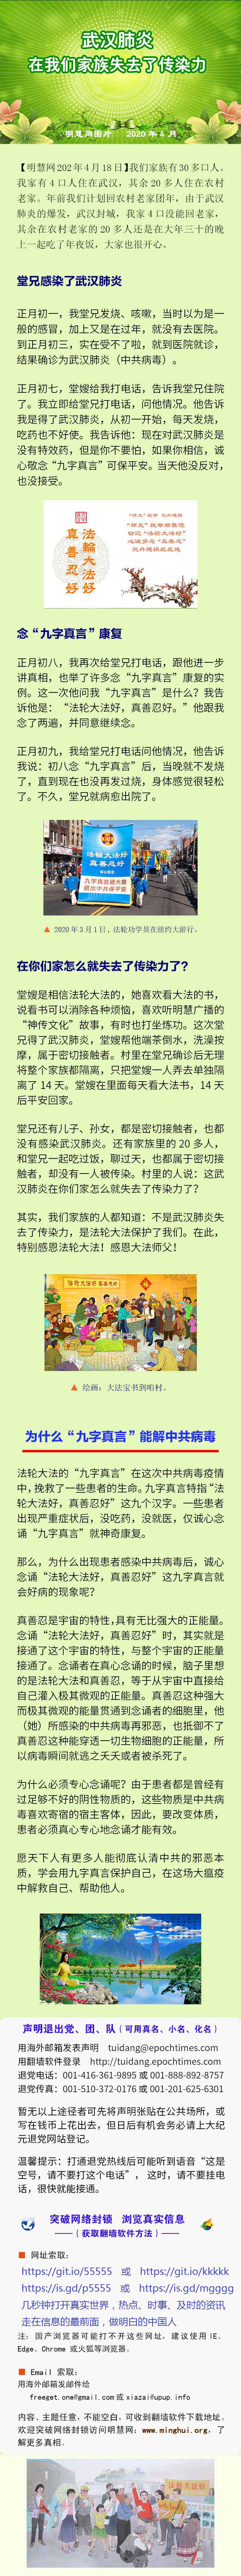 武汉肺炎
在我们家族失去了传染力
明慧周图片 2020 年 4 月
【明慧网202 年4 月18 日】我们家族有30 多口人。
我家有 4 口人住在武汉，其余 20 多人住在农村
老家。年前我们计划回农村老家团年，由于武汉
肺炎的爆发，武汉封城，我家 4 口没能回老家，
其余在农村老家的 20 多人还是在大年三十的晚
上一起吃了年夜饭，大家也很开心。
堂兄感染了武汉肺炎
正月初一，我堂兄发烧、咳嗽，当时以为是一
般的感冒，加上又是在过年，就没有去医院。
到正月初三，实在受不了啦，就到医院就诊，
结果确诊为武汉肺炎（中共病毒）。
正月初七，堂嫂给我打电话，告诉我堂兄住院
了。我立即给堂兄打电话，问他情况。他告诉
我是得了武汉肺炎，从初一开始，每天发烧，
吃药也不好使。我告诉他：现在对武汉肺炎是
没有特效药，但是你不要怕，如果你相信，诚
心敬念“九字真言”可保平安。当天他没反对，
也没接受。
法轮大法好
真善忍好
念“九字真言”康复
正月初八，我再次给堂兄打电话，跟他进一步
讲真相，也举了许多念“九字真言”康复的实
例。这一次他问我“九字真言”是什么？我告
诉他是：“法轮大法好，真善忍好。”他跟我
念了两遍，并同意继续念。
正月初九，我给堂兄打电话问他情况，他告诉
我说：初八念“九字真言”后，当晚就不发烧
了，直到现在也没再发过烧，身体感觉很轻松
了。不久，堂兄就病愈出院了。
法轮大法好
真善忍好
九字真言避大难
退出中共保平安
▲ 2020 年 3 月 1 日，法轮功学员在纽约大游行。
在你们家怎么就失去了传染力了？
堂嫂是相信法轮大法的，她喜欢看大法的书，
说看书可以消除各种烦恼，喜欢听明慧广播的
“神传文化”故事，有时也打坐炼功。这次堂
兄得了武汉肺炎，堂嫂帮他端茶倒水，洗澡按
摩，属于密切接触者。村里在堂兄确诊后无理
将整个家族都隔离，只把堂嫂一人弄去单独隔
离了 14 天。堂嫂在里面每天看大法书，14 天
后平安回家。
堂兄还有儿子、孙女，都是密切接触者，也都
没有感染武汉肺炎。还有家族里的 20 多人，
和堂兄一起吃过饭，聊过天，也都属于密切接
触者，却没有一人被传染。村里的人说：这武
汉肺炎在你们家怎么就失去了传染力了？
其实，我们家族的人都知道：不是武汉肺炎失
去了传染力，是法轮大法保护了我们。在此，
特别感恩法轮大法！感恩大法师父！
▲ 绘画：大法宝书到咱村。
为什么“九字真言”能解中共病毒
法轮大法的“九字真言”在这次中共病毒疫情
中，挽救了一些患者的生命。九字真言特指“法
轮大法好，真善忍好”这九个汉字。一些患者
出现严重症状后，没吃药，没就医，仅诚心念
诵“九字真言”就神奇康复。
那么，为什么出现患者感染中共病毒后，诚心
念诵“法轮大法好，真善忍好”这九字真言就
会好病的现象呢？
真善忍是宇宙的特性，具有无比强大的正能量。
念诵“法轮大法好，真善忍好”时，其实就是
接通了这个宇宙的特性，与整个宇宙的正能量
接通了。念诵者在真心念诵的时候，脑子里想
的是法轮大法和真善忍，等于从宇宙中直接给
自己灌入极其微观的正能量。真善忍这种强大
而极其微观的能量贯通到念诵者的细胞里，他
（她）所感染的中共病毒再邪恶，也抵御不了
真善忍这种能穿透一切生物细胞的正能量，所
以病毒瞬间就逃之夭夭或者被杀死了。
为什么必须专心念诵呢？由于患者都是曾经有
过足够不好的阴性物质的，这些物质是中共病
毒喜欢寄宿的宿主客体，因此，要改变体质，
患者必须真心专心地念诵才能有效。
愿天下人有更多人能彻底认清中共的邪恶本
质，学会用九字真言保护自己，在这场大瘟疫
中解救自己、帮助他人。
声明退出党、团、队（可用真名、小名、化名）
用海外邮箱发表声明 tuidang@epochtimes.com
用翻墙软件登录 http://tuidang.epochtimes.com
退党电话：001-416-361-9895 或 001-888-892-8757
退党传真：001-510-372-0176 或 001-201-625-6301
暂无以上途径者可先将声明张贴在公共场所，或
写在钱币上花出去，但日后有机会务必请上大纪
元退党网站登记。
温馨提示：打通退党热线后可能听到语音“这是
空号，请不要打这个电话”，这时，请不要挂电
话，很快就能接通。
突破网络封锁 浏览真实信息
——（获取翻墙软件方法）——
■ 网址索取：
https://git.io/55555 或 https://git.io/kkkkk
https://is.gd/p5555 或 https://is.gd/mgggg
几秒钟打开真实世界，热点、时事、及时的资讯
走在信息的最前面，做明白的中国人
注：国产浏览器可能打不开这些网址，建议使用 IE、
Edge、Chrome 或火狐等浏览器。
■ Email 索取：
用海外邮箱发邮件给
freeget.one@gmail.com 或 xiazai@upup.info
内容、主题任意，不能空白，可收到翻墙软件下载地址。
欢迎突破网络封锁访问明慧网：www.minghui.org，了
解更多真相。
法轮大法好